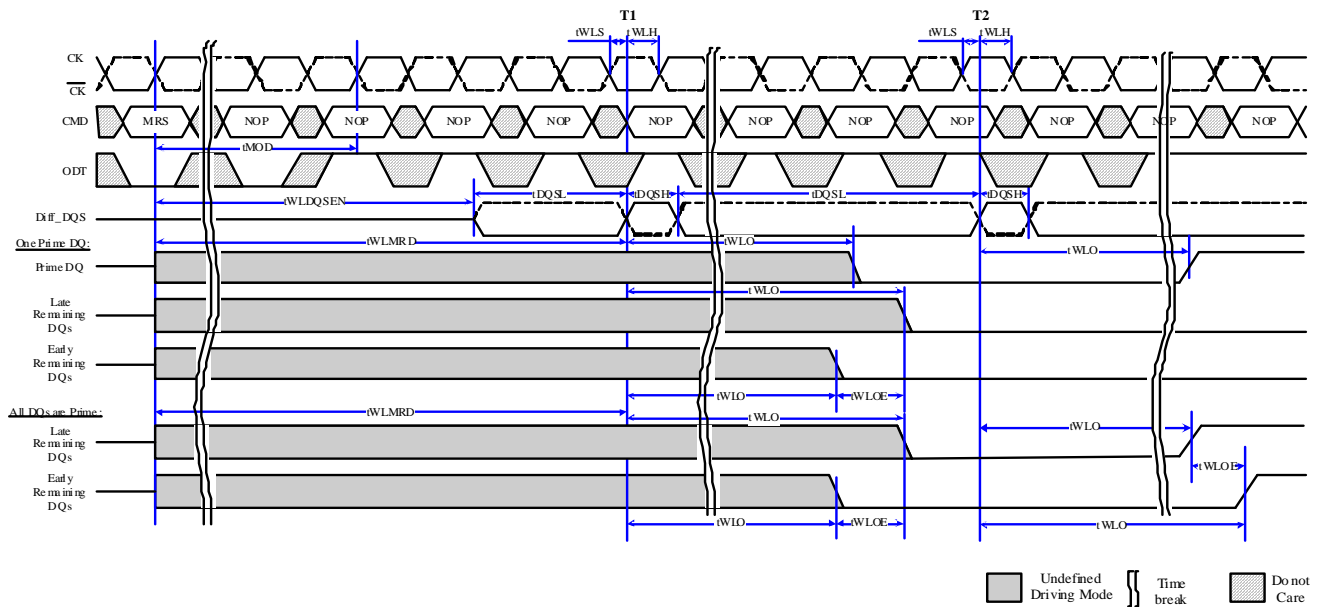 T1 T2
tWLS tWLH tWLS tWLH
CK
CK
CMD MRS NOP NOP NOP NOP NOP NOP NOP NOP NOP NOP
tMOD
ODT
tWLDQSEN tDQSL tDQSH tDQSL tDQSH
Diff_DQS
One Prime DQ:
tWLMRD tWLO tWLO
Prime DQ
tWLO
Late
Remaining
DQs
Early
Remaining
DQs
tWLO tWLOE
All DQs are Prime:
tWLMRD tWLO tWLO
Late
Remaining
DQs
tWLOE
Early
Remaining
DQs
tWLO tWLOE tWLO
Undefined
Driving Mode
Time
break
Do not
Care